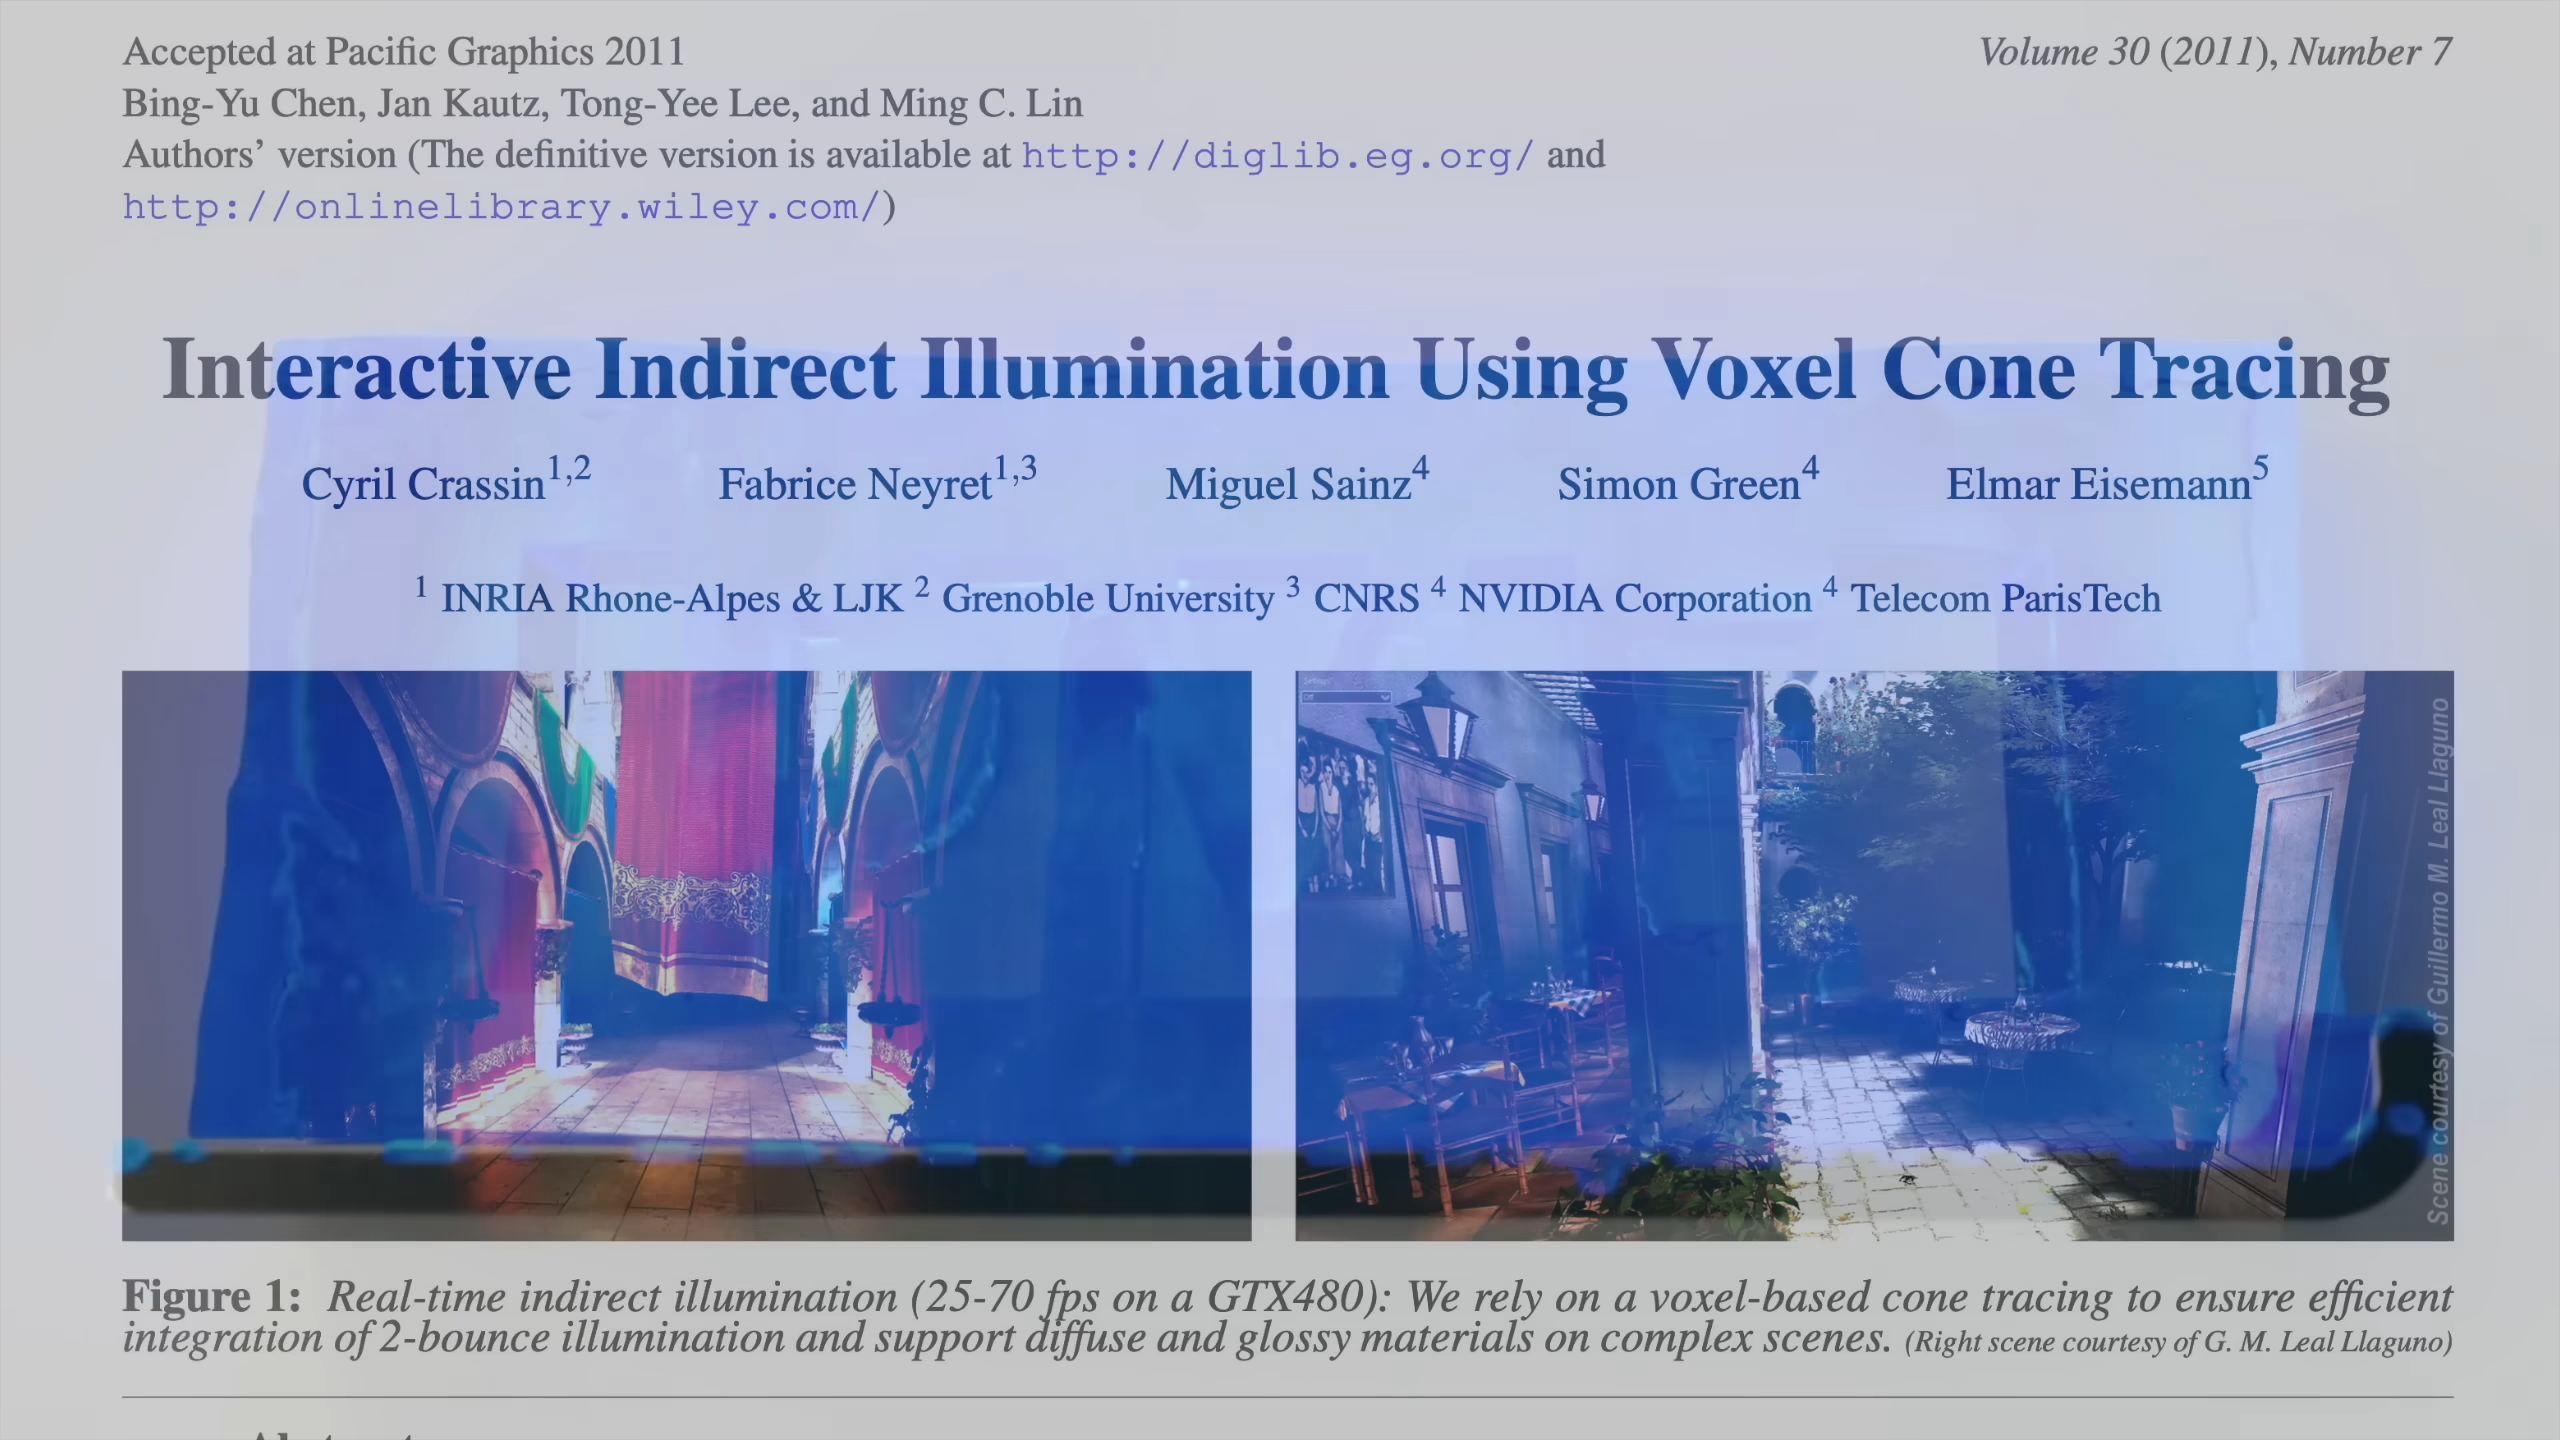 Accepted at Pacific Graphics 2011
Volume 30 (2011), Number 7
Bing-Yu Chen, Jan Kautz, Tong-Yee Lee, and Ming C. Lin
Authors’ version (The definitive version is available at http://diglib.eg.org/ and
http://onlinelibrary.wiley.com/)
Interactive Indirect Illumination Using Voxel Cone Tracing
Cyril Crassin1,2 Fabrice Neyret1,3 Miguel Sainz4 Simon Green4 Elmar Eisemann5
1 INRIA Rhone-Alpes & LJK 2 Grenoble University 3 CNRS 4 NVIDIA Corporation 4 Telecom ParisTech
Off
Scene courtesy of Guillermo M. Leal Llaguno
Figure 1: Real-time indirect illumination (25-70 fps on a GTX480): We rely on a voxel-based cone tracing to ensure efficient
integration of 2-bounce illumination and support diffuse and glossy materials on complex scenes. (Right scene courtesy of G. M. Leal Llaguno)